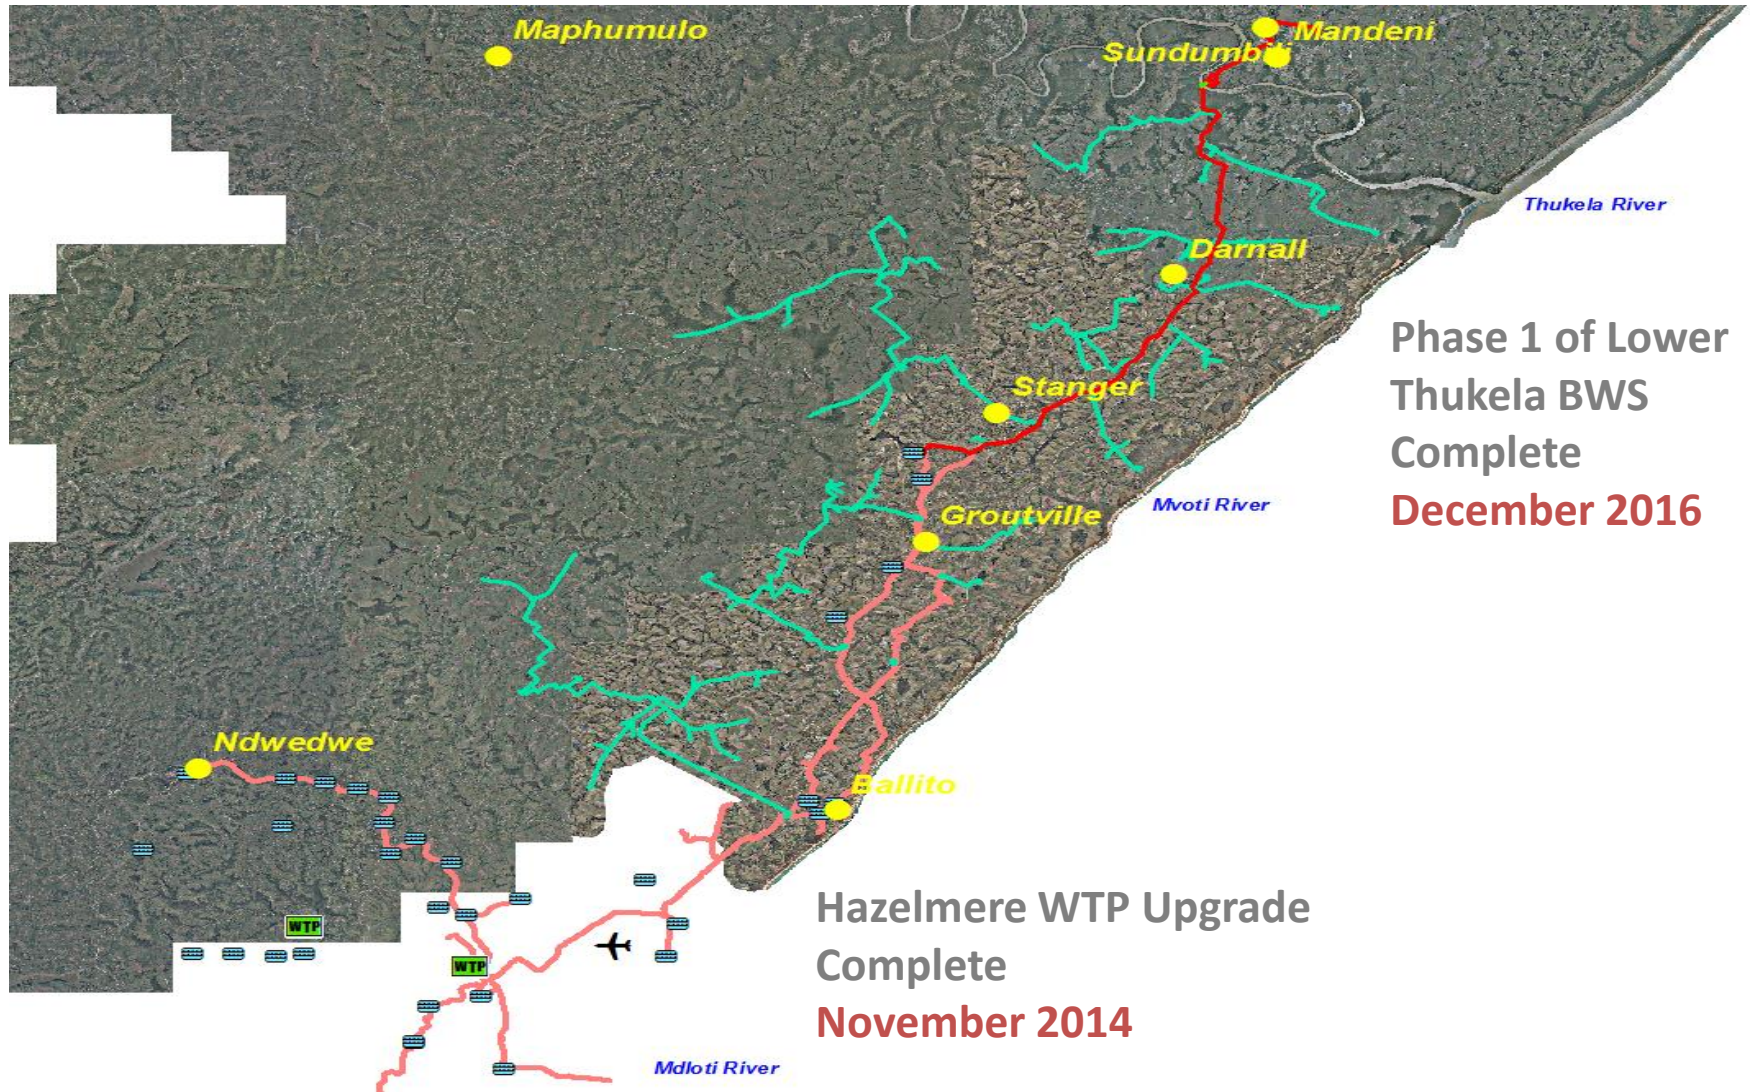 Maphumulo
Mandeni
Sundumbili
Thukela River
Darnall
Phase 1 of Lower
Thukela BWS
Complete
December 2016
Stanger
Mvoti River
Groutville
Ndwedwe
Ballito
WTP
WTP
Hazelmere WTP Upgrade
Complete
November 2014
Mdloti River